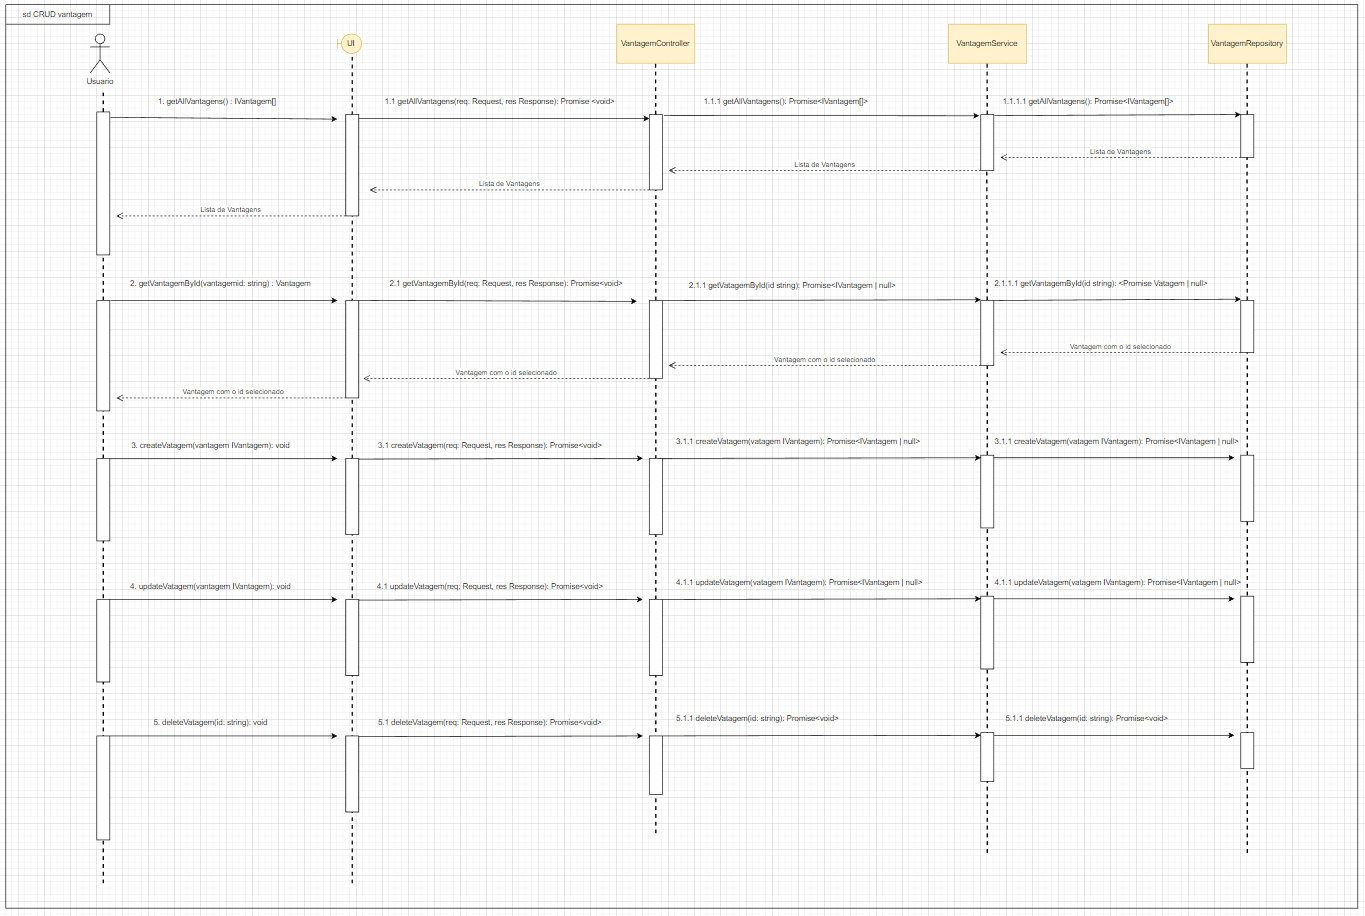 sd CRUD vantagem
Usuario
UI
VantagemController
VantagemService
VantagemRepository
1. getAllVantagens() : IVantagem[]
1.1 getAllVantagens(req: Request, res Response): Promise <void>
1.1.1 getAllVantagens(): Promise<IVantagem[]>
1.1.1.1 getAllVantagens(): Promise<IVantagem[]>
Lista de Vantagens
Lista de Vantagens
Lista de Vantagens
Lista de Vantagens
2. getVantagemById(vantagemid: string) : Vantagem
2.1 getVantagemById(req: Request, res Response): Promise<void>
2.1.1 getVatagemById(id string): Promise<IVantagem | null>
2.1.1.1 getVantagemById(id string): <Promise Vatagem | null>
Vantagem com o id selecionado
Vantagem com o id selecionado
Vantagem com o id selecionado
Vantagem com o id selecionado
3. createVatagem(vantagem IVantagem): void
3.1 createVatagem(req: Request, res Response): Promise<void>
3.1.1 createVatagem(vatagem IVantagem): Promise<IVantagem | null>
3.1.1 createVatagem(vatagem IVantagem): Promise<IVantagem | null>
4. updateVatagem(vantagem IVantagem): void
4.1 updateVatagem(req: Request, res Response): Promise<void>
4.1.1 updateVatagem(vatagem IVantagem): Promise<IVantagem | null>
4.1.1 updateVatagem(vatagem IVantagem): Promise<IVantagem | null>
5. deleteVatagem(id: string): void
5.1 deleteVatagem(req: Request, res Response): Promise<void>
5.1.1 deleteVatagem(id: string): Promise<void>
5.1.1 deleteVatagem(id: string): Promise<void>